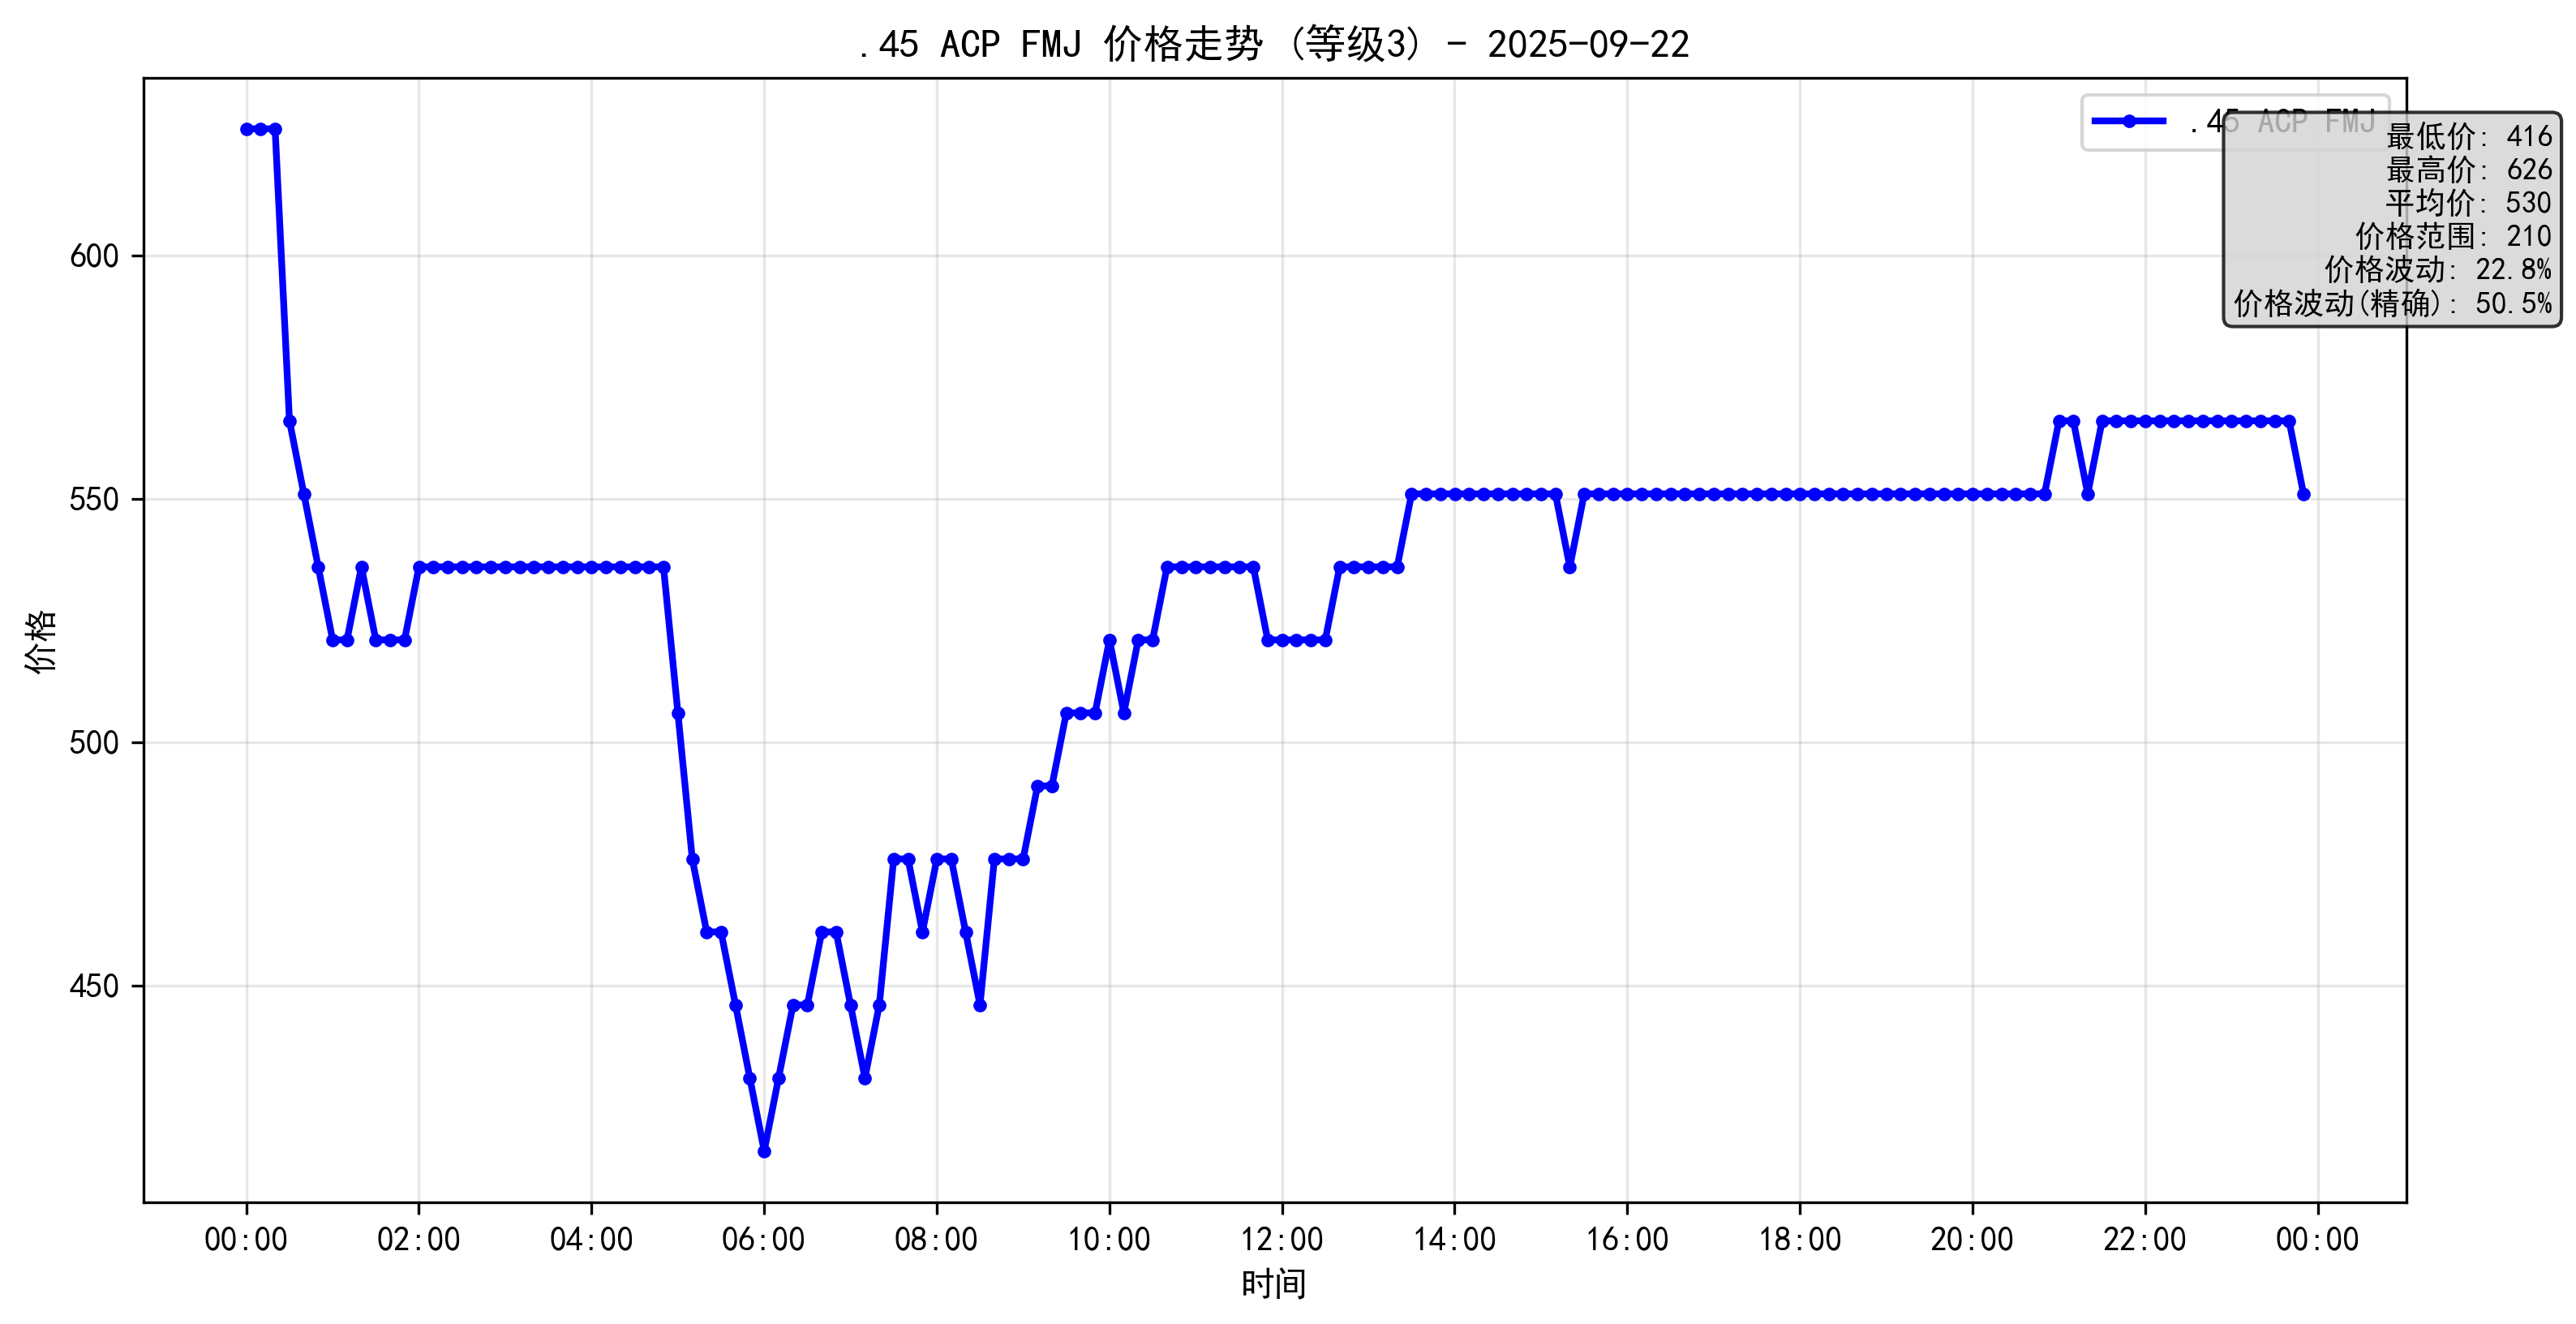 .45 ACP FMJ 价格走势 (等级3) - 2025-09-22
.45 ACP FMJ
最低价: 416
最高价: 626
平均价: 530
价格范围: 210
价格波动: 22.8%
价格波动(精确): 50.5%
600
550
500
450
价格
00:00 02:00 04:00 06:00 08:00 10:00 12:00 14:00 16:00 18:00 20:00 22:00 00:00
时间